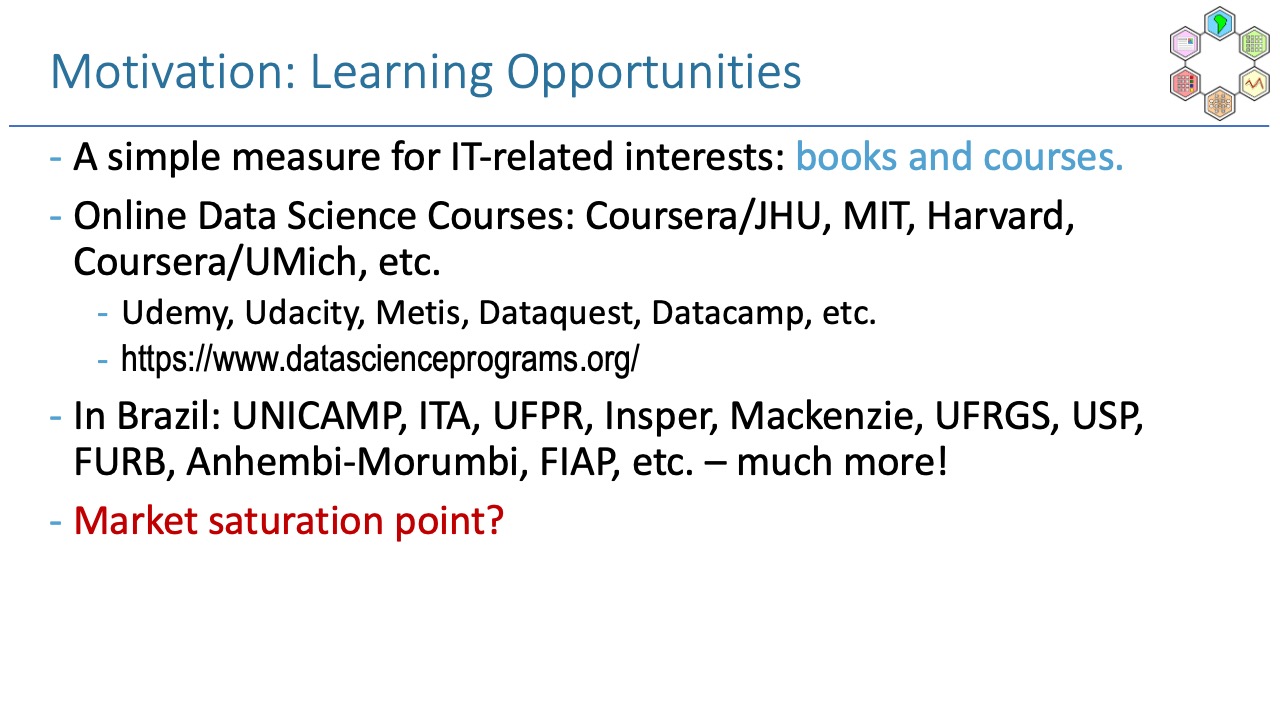 Motivation: Learning Opportunities
- A simple measure for IT-related interests: books and courses.
- Online Data Science Courses: Coursera/JHU, MIT, Harvard,
Coursera/UMich, etc.
- Udemy, Udacity, Metis, Dataquest, Datacamp, etc.
- https://www.datascienceprograms.org/
- In Brazil: UNICAMP, ITA, UFPR, Insper, Mackenzie, UFRGS, USP,
FURB, Anhembi-Morumbi, FIAP, etc. – much more!
- Market saturation point?